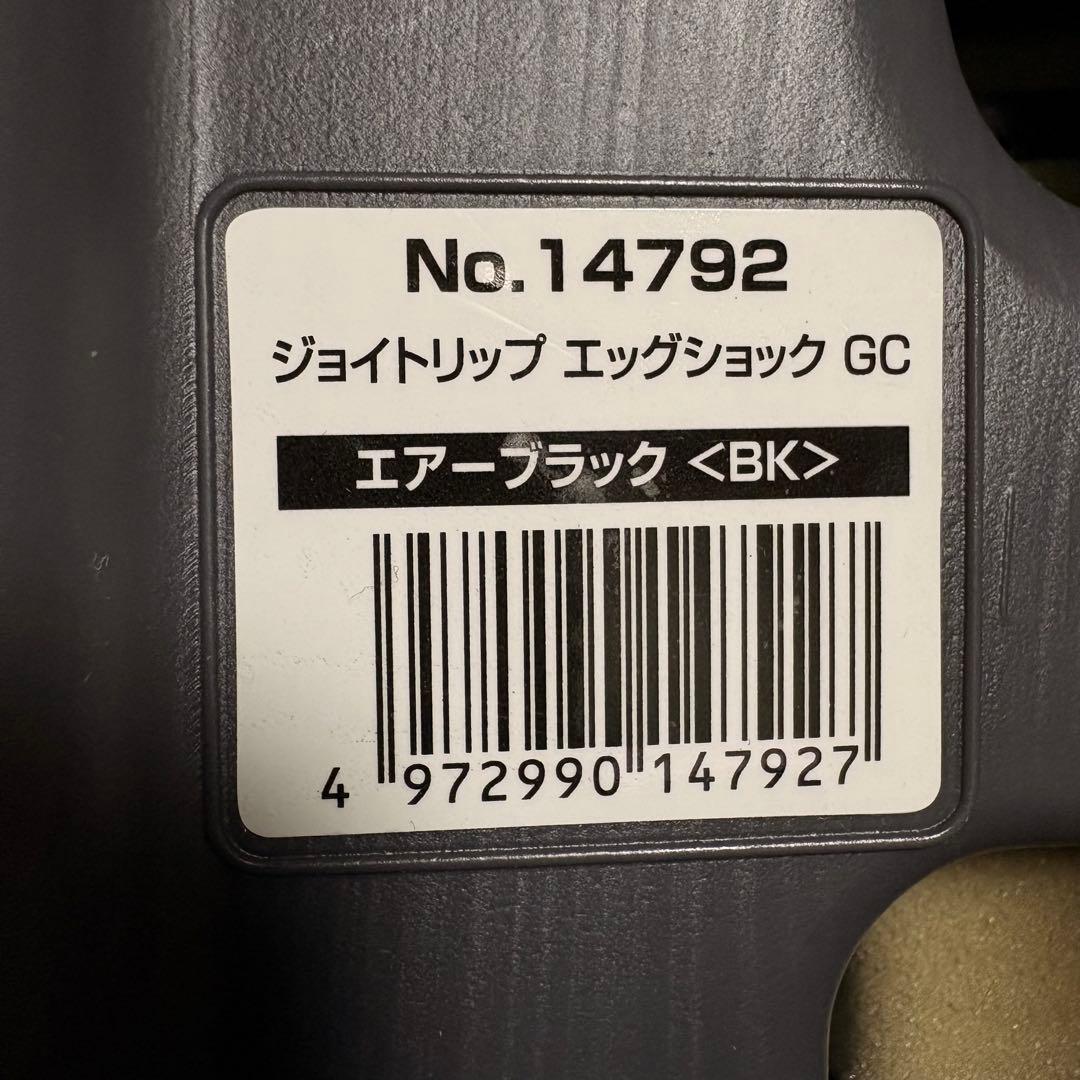 No.14792
ジョイトリップ エッグショック GC
エアーブラック <BK>
4 972990 147927